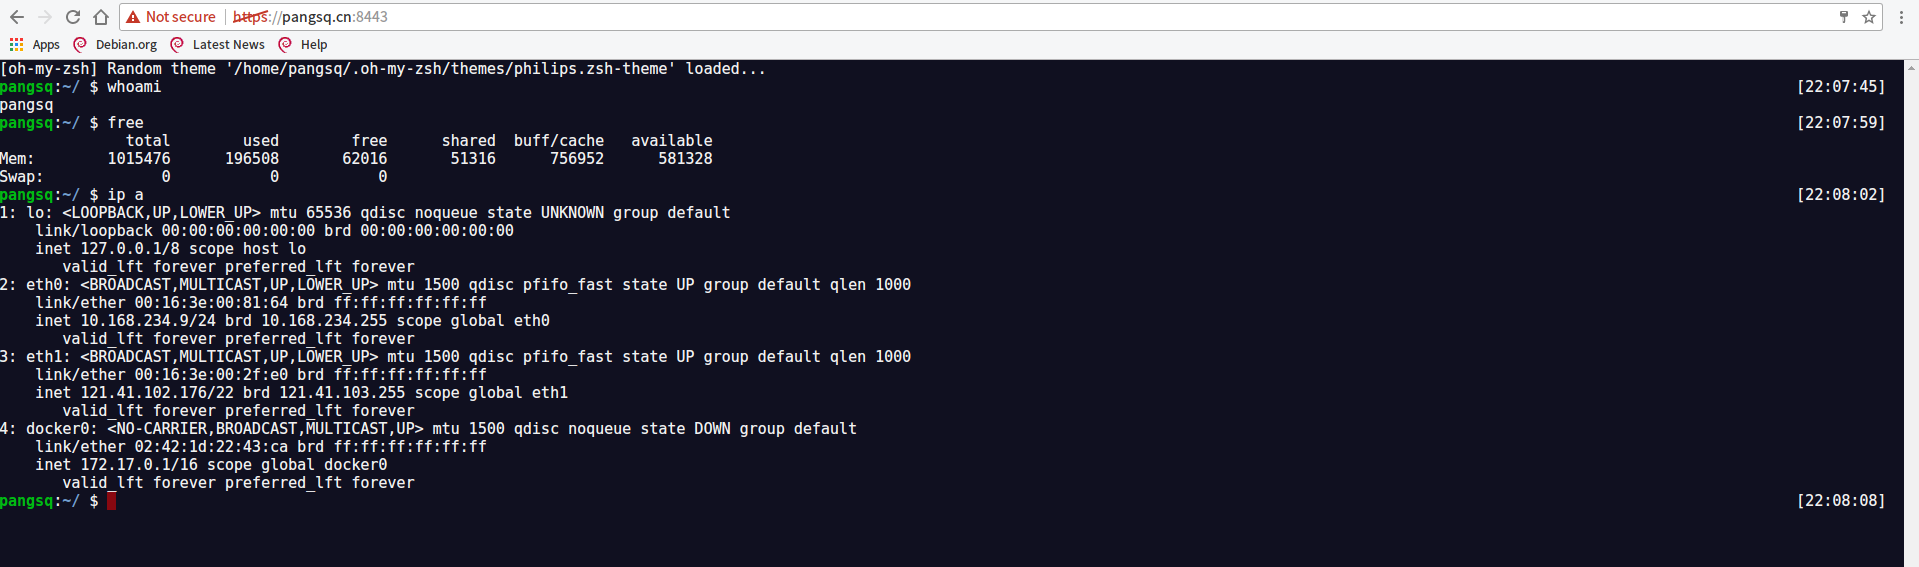 Not secure | https://pangsq.cn:8443
Apps Debian.org Latest News Help
[oh-my-zsh] Random theme '/home/pangsq/.oh-my-zsh/themes/philips.zsh-theme' loaded...
pangsq:~/ $ whoami [22:07:45]
pangsq
pangsq:~/ $ free [22:07:59]
total used free shared buff/cache available
Mem: 1015476 196508 62016 51316 756952 581328
Swap: 0 0 0
pangsq:~/ $ ip a [22:08:02]
1: lo: <LOOPBACK,UP,LOWER_UP> mtu 65536 qdisc noqueue state UNKNOWN group default
link/loopback 00:00:00:00:00:00 brd 00:00:00:00:00:00
inet 127.0.0.1/8 scope host lo
valid_lft forever preferred_lft forever
2: eth0: <BROADCAST,MULTICAST,UP,LOWER_UP> mtu 1500 qdisc pfifo_fast state UP group default qlen 1000
link/ether 00:16:3e:00:81:64 brd ff:ff:ff:ff:ff:ff
inet 10.168.234.9/24 brd 10.168.234.255 scope global eth0
valid_lft forever preferred_lft forever
3: eth1: <BROADCAST,MULTICAST,UP,LOWER_UP> mtu 1500 qdisc pfifo_fast state UP group default qlen 1000
link/ether 00:16:3e:00:2f:e0 brd ff:ff:ff:ff:ff:ff
inet 121.41.102.176/22 brd 121.41.103.255 scope global eth1
valid_lft forever preferred_lft forever
4: docker0: <NO-CARRIER,BROADCAST,MULTICAST,UP> mtu 1500 qdisc noqueue state DOWN group default
link/ether 02:42:1d:22:43:ca brd ff:ff:ff:ff:ff:ff
inet 172.17.0.1/16 scope global docker0
valid_lft forever preferred_lft forever
pangsq:~/ $ [22:08:08]